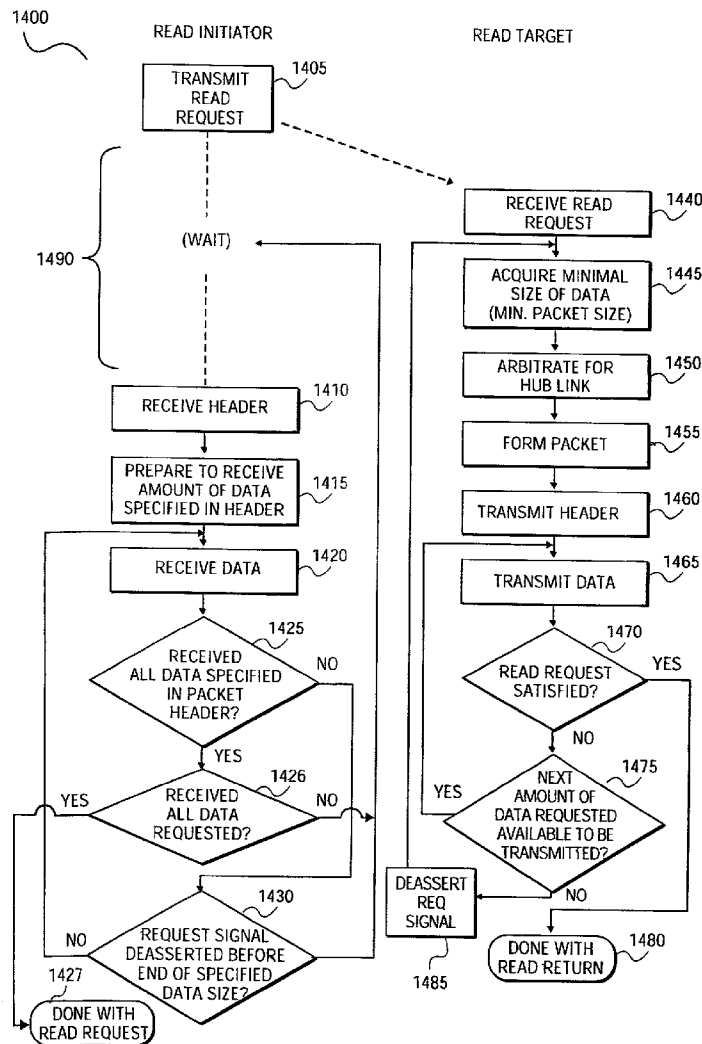 1400
READ INITIATOR
READ TARGET
TRANSMIT
READ
REQUEST
1405
1490
(WAIT)
RECEIVE HEADER
1410
PREPARE TO RECEIVE
AMOUNT OF DATA
SPECIFIED IN HEADER
1415
RECEIVE DATA
1420
RECEIVED
ALL DATA SPECIFIED
IN PACKET
HEADER?
1425
NO
YES
RECEIVED
ALL DATA
REQUESTED?
1426
YES
NO
REQUEST SIGNAL
DEASSERTED BEFORE
END OF SPECIFIED
DATA SIZE?
1430
NO
1427
DONE WITH
READ REQUEST
RECEIVE READ
REQUEST
1440
ACQUIRE MINIMAL
SIZE OF DATA
(MIN. PACKET SIZE)
1445
ARBITRATE FOR
HUB LINK
1450
FORM PACKET
1455
TRANSMIT HEADER
1460
TRANSMIT DATA
1465
READ REQUEST
SATISFIED?
1470
YES
NO
NEXT
AMOUNT OF
DATA REQUESTED
AVAILABLE TO BE
TRANSMITTED?
1475
YES
NO
DEASSERT
REQ
SIGNAL
1485
DONE WITH
READ RETURN
1480